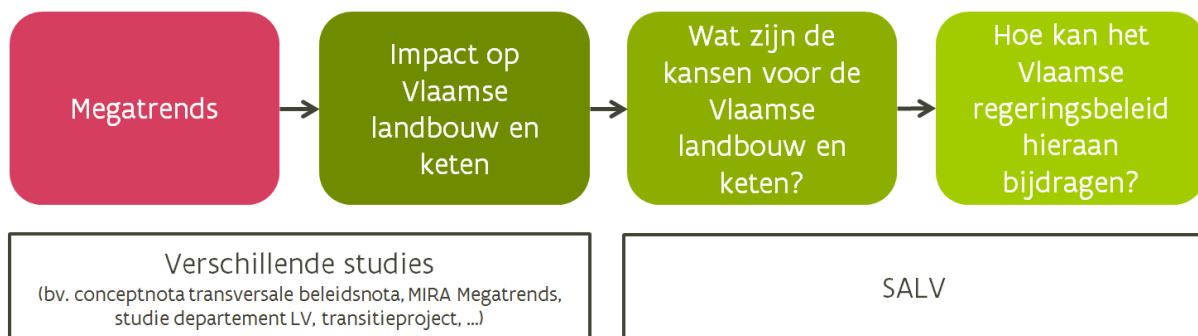 Megatrends
Impact op
Vlaamse
landbouw en
keten
Wat zijn de
kansen voor de
Vlaamse
landbouw en
keten?
Hoe kan het
Vlaamse
regeringsbeleid
hieraan
bijdragen?
Verschillende studies
(bv. conceptnota transversale beleidsnota, MIRA Megatrends,
studie departement LV, transitieproject, ...)
SALV